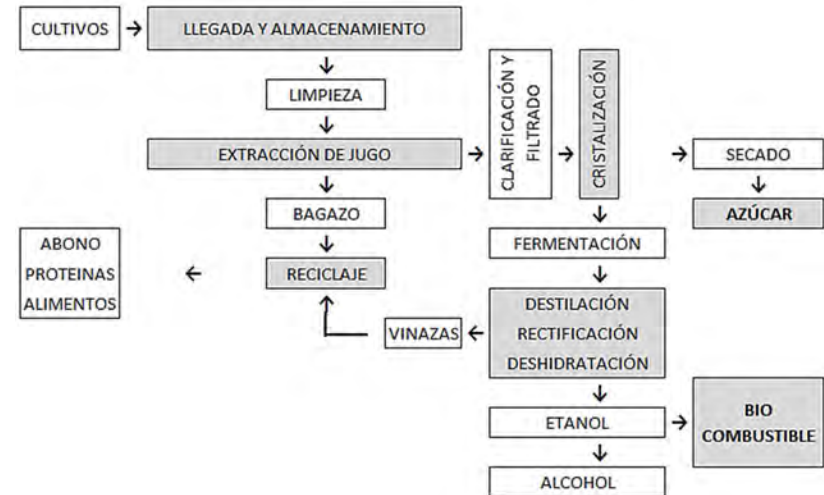 CULTIVOS
LLEGADA Y ALMACENAMIENTO
LIMPIEZA
EXTRACCIÓN DE JUGO
CLARIFICACIÓN Y
FILTRADO
CRISTALIZACIÓN
SECADO
AZÚCAR
BAGAZO
FERMENTACIÓN
ABONO
PROTEINAS
ALIMENTOS
RECICLAJE
DESTILACIÓN
RECTIFICACIÓN
DESHIDRATACIÓN
VINAZAS
ETANOL
BIO
COMBUSTIBLE
ALCOHOL